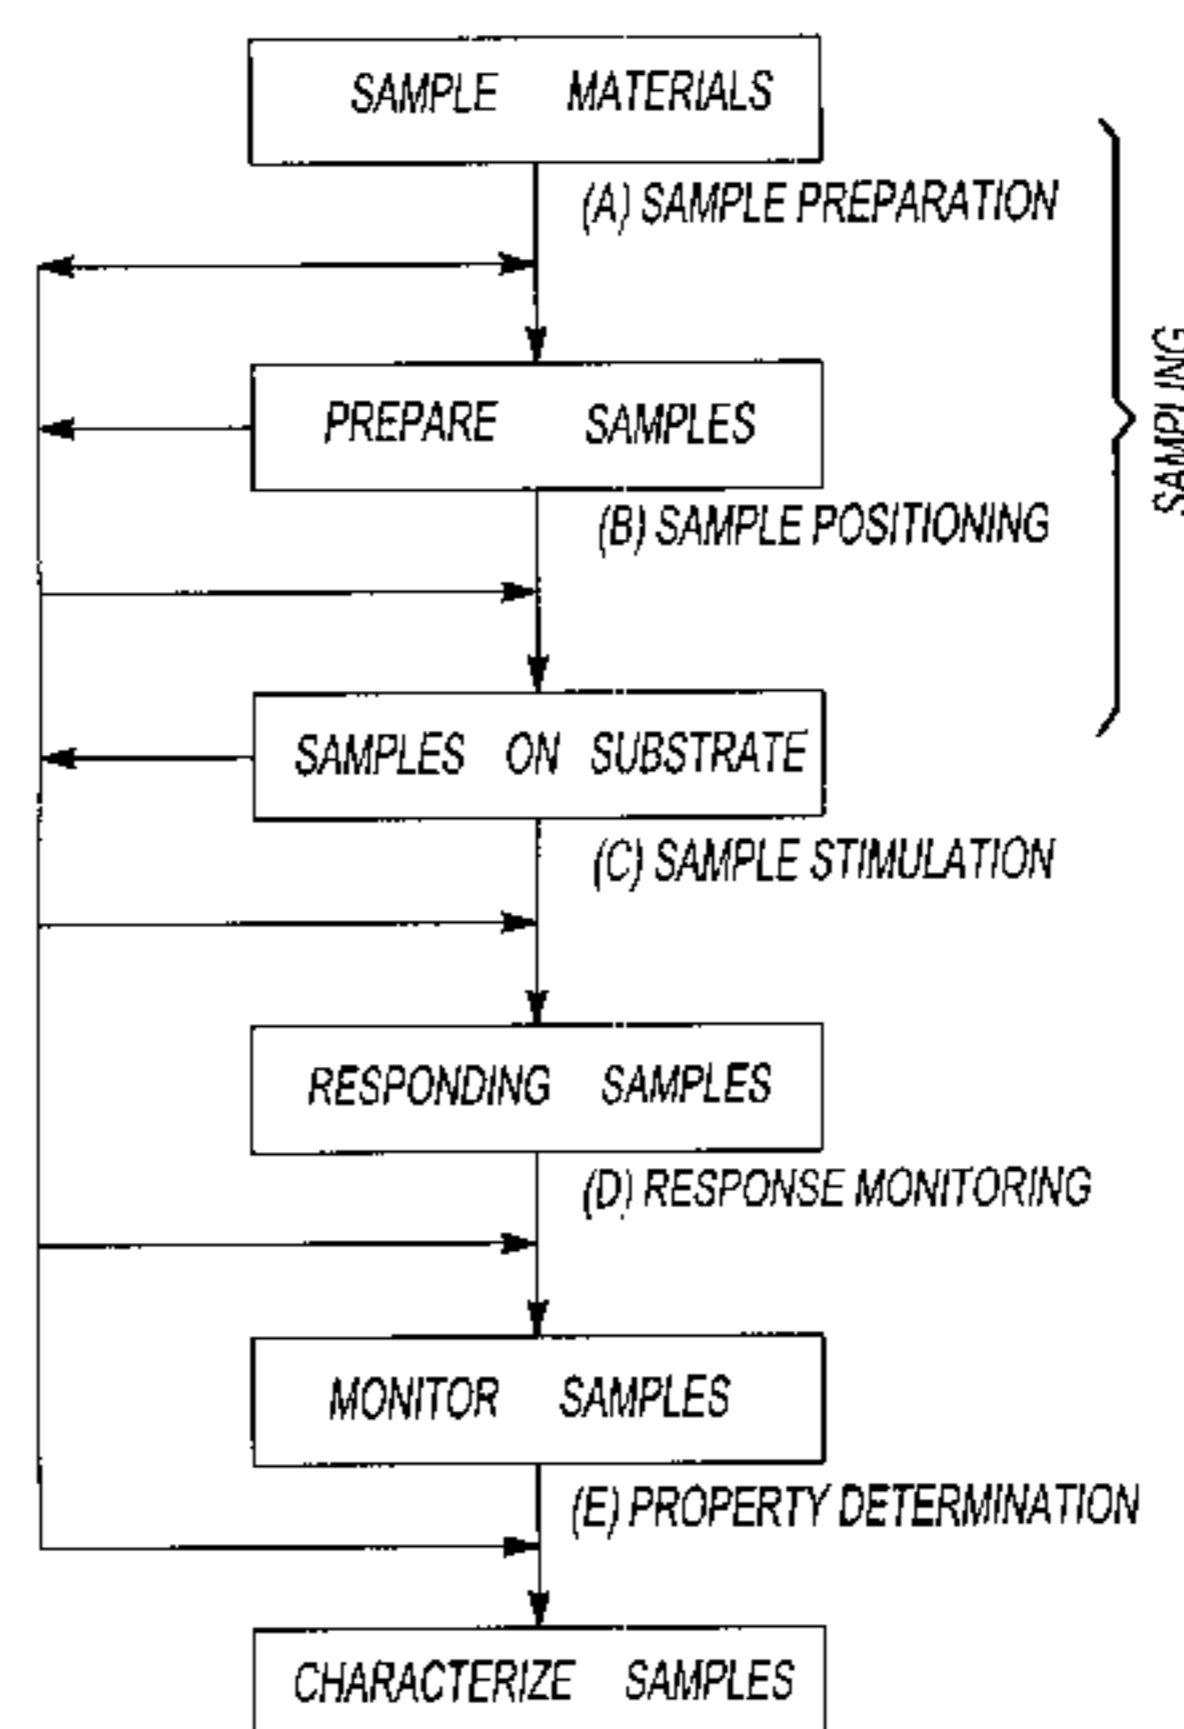 SAMPLE MATERIALS
(A) SAMPLE PREPARATION
PREPARE SAMPLES
(B) SAMPLE POSITIONING
SAMPLING
SAMPLES ON SUBSTRATE
(C) SAMPLE STIMULATION
RESPONDING SAMPLES
(D) RESPONSE MONITORING
MONITOR SAMPLES
(E) PROPERTY DETERMINATION
CHARACTERIZE SAMPLES